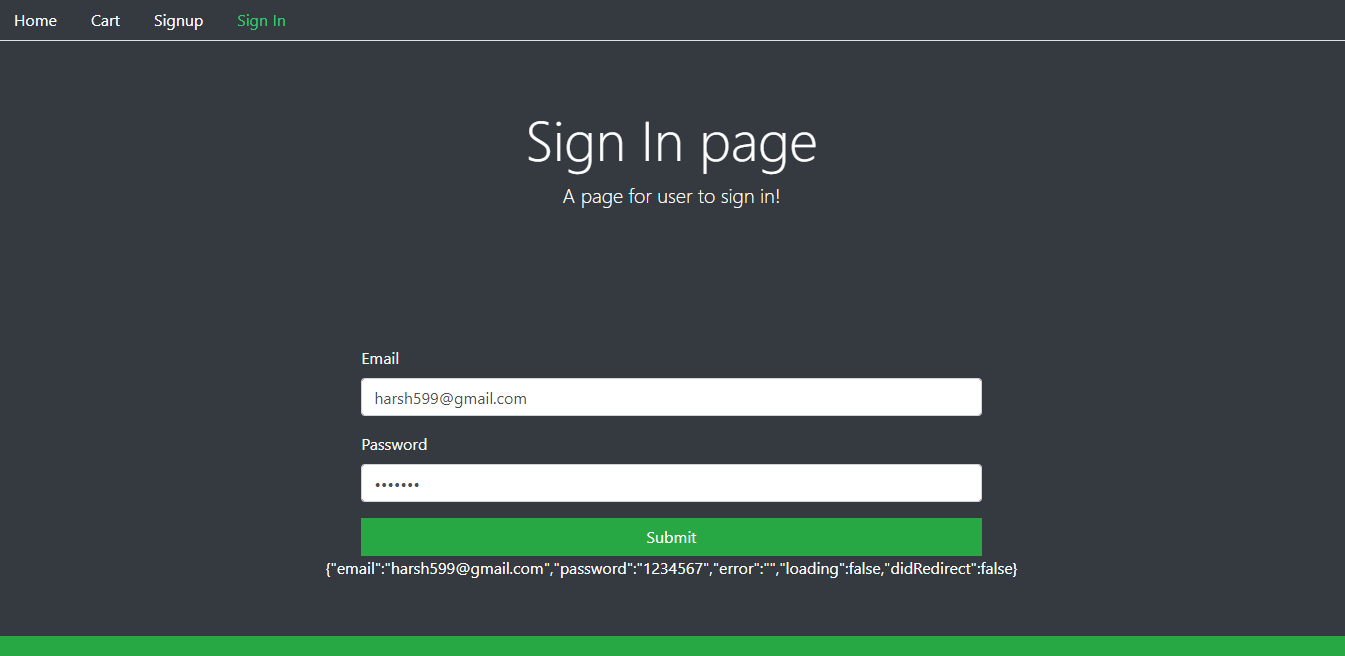 Home Cart Signup Sign In
Sign In page
A page for user to sign in!
Email
harsh599@gmail.com
Password
•••••••
Submit
{"email":"harsh599@gmail.com","password":"1234567","error":"","loading":false,"didRedirect":false}